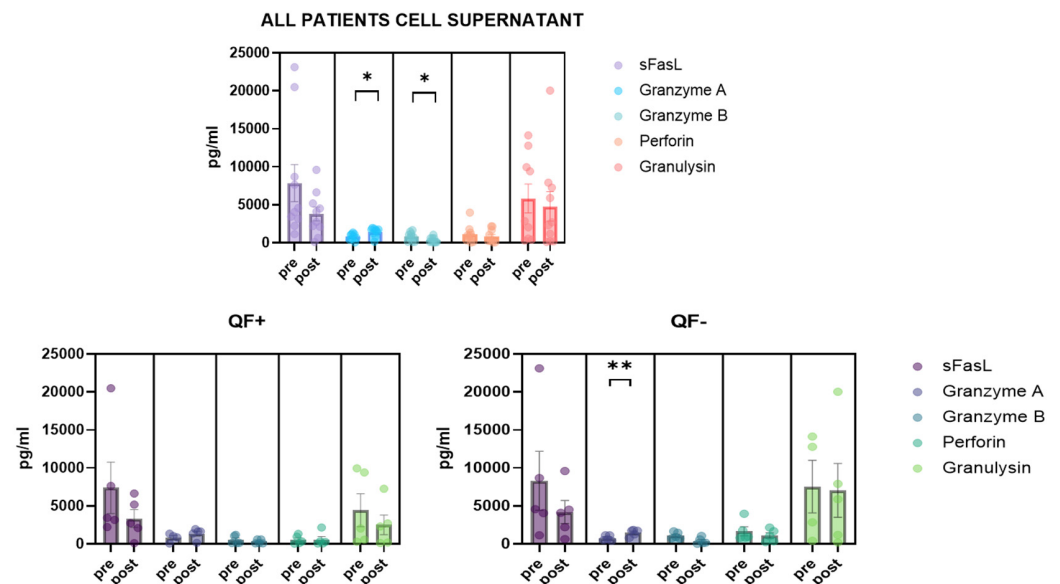 ALL PATIENTS CELL SUPERNATANT
25000
20000
15000
10000
5000
0
pg/ml
* *
pre post pre post pre post pre post pre post
sFasL
Granzyme A
Granzyme B
Perforin
Granulysin
QF+
25000
20000
15000
10000
5000
0
pg/ml
pre post pre post pre post pre post pre post
QF-
25000
20000
15000
10000
5000
0
pg/ml
**
pre post pre post pre post pre post pre post
sFasL
Granzyme A
Granzyme B
Perforin
Granulysin